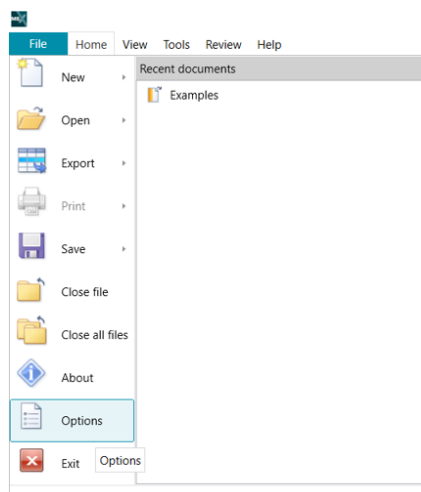 File Home View Tools Review Help
Recent documents
Examples
New
Open
Export
Print
Save
Close file
Close all files
About
Options
Exit
Options